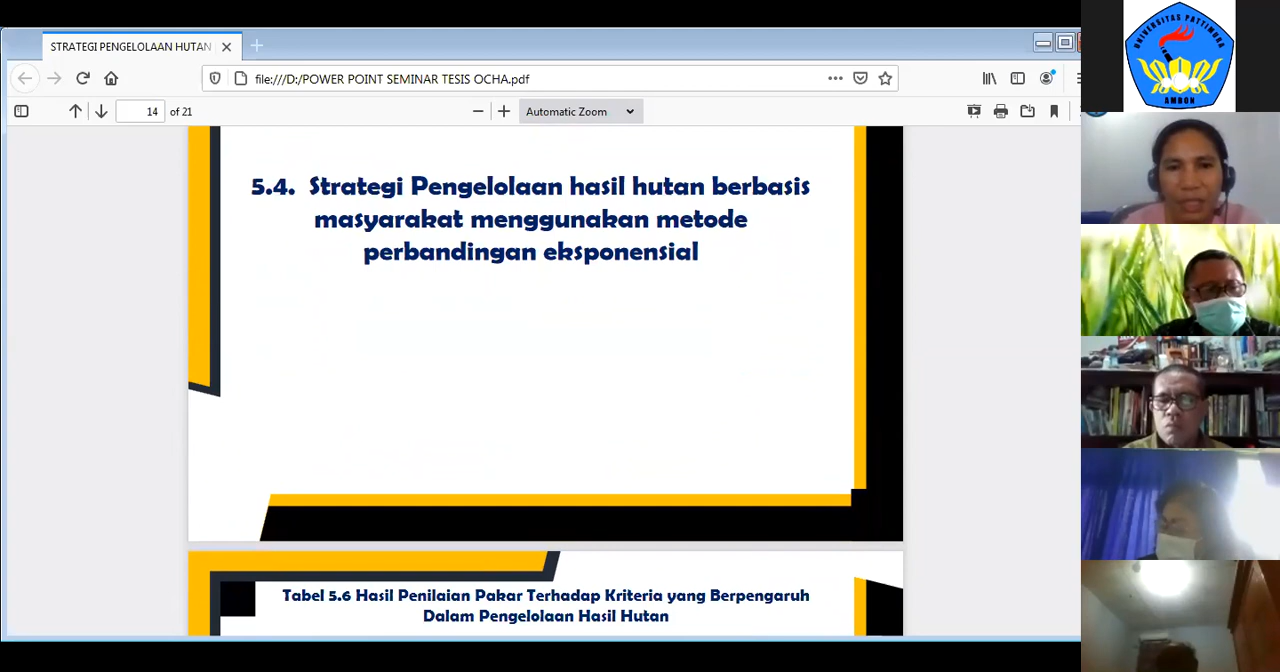 STRATEGI PENGELOLAAN HUTAN
file:///D:/POWER POINT SEMINAR TESIS OCHA.pdf
14 of 21
Automatic Zoom
5.4. Strategi Pengelolaan hasil hutan berbasis
masyarakat menggunakan metode
perbandingan eksponensial
Tabel 5.6 Hasil Penilaian Pakar Terhadap Kriteria yang Berpengaruh
Dalam Pengelolaan Hasil Hutan
UNIVERSITAS PATTIMURA
AMBON